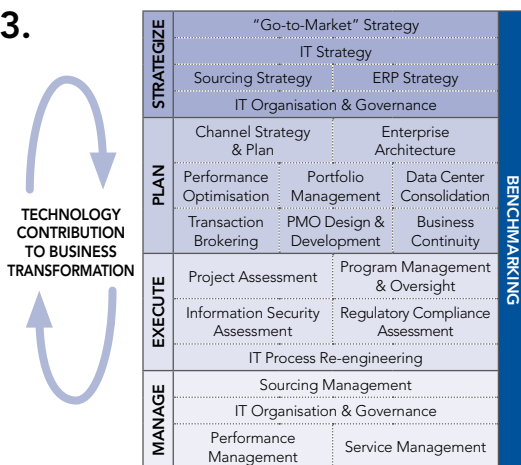 3.
TECHNOLOGY
CONTRIBUTION
TO BUSINESS
TRANSFORMATION
STRATEGIZE
“Go-to-Market” Strategy
IT Strategy
Sourcing Strategy
ERP Strategy
IT Organisation & Governance
PLAN
Channel Strategy
& Plan
Enterprise
Architecture
Performance
Optimisation
Portfolio
Management
Data Center
Consolidation
Transaction
Brokering
PMO Design &
Development
Business
Continuity
EXECUTE
Project Assessment
Program Management
& Oversight
Information Security
Assessment
Regulatory Compliance
Assessment
IT Process Re-engineering
MANAGE
Sourcing Management
IT Organisation & Governance
Performance
Management
Service Management
BENCHMARKING